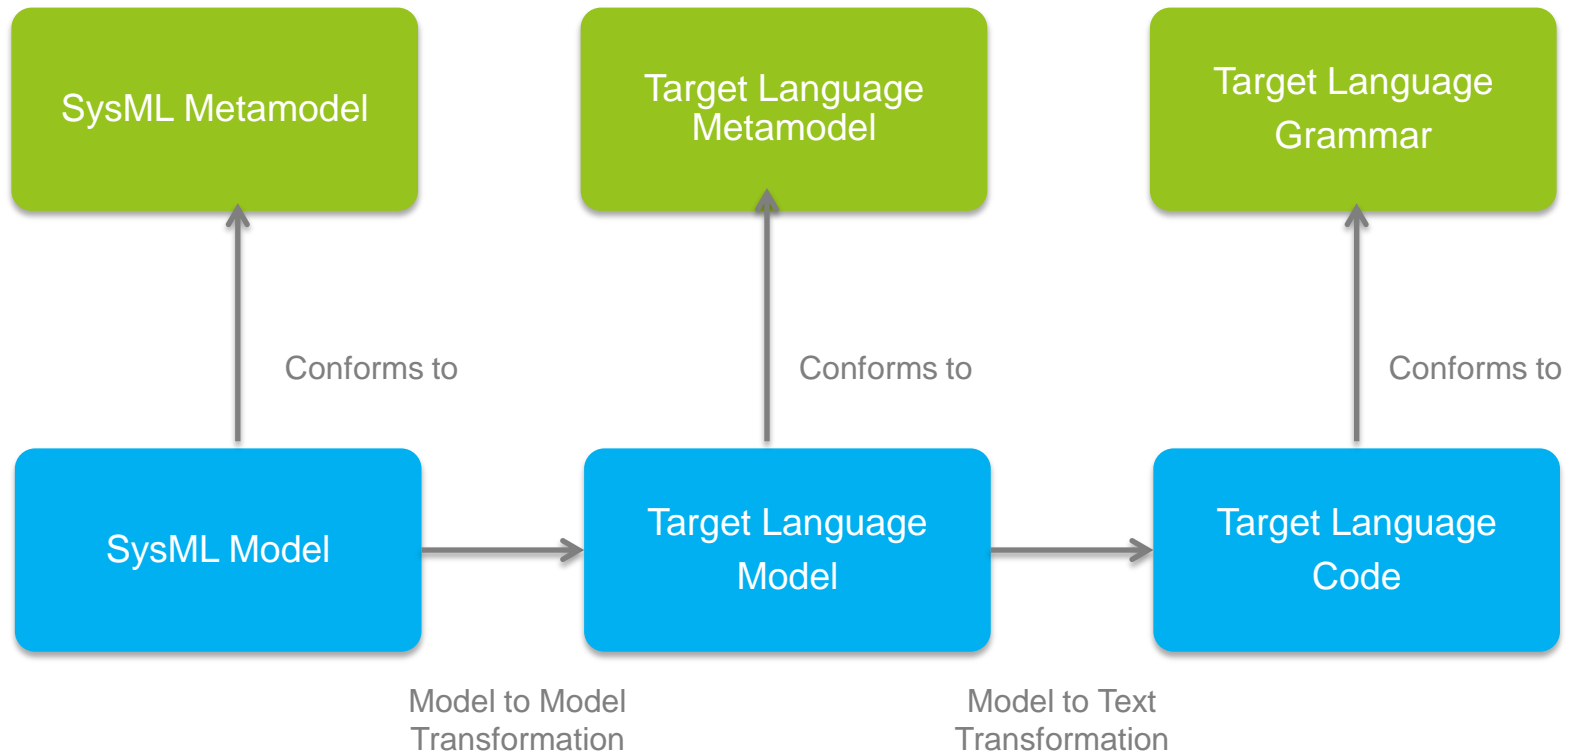 SysML Metamodel
Target Language
Metamodel
Target Language
Grammar
Conforms to
Conforms to
Conforms to
SysML Model
Target Language
Model
Target Language
Code
Model to Model
Transformation
Model to Text
Transformation